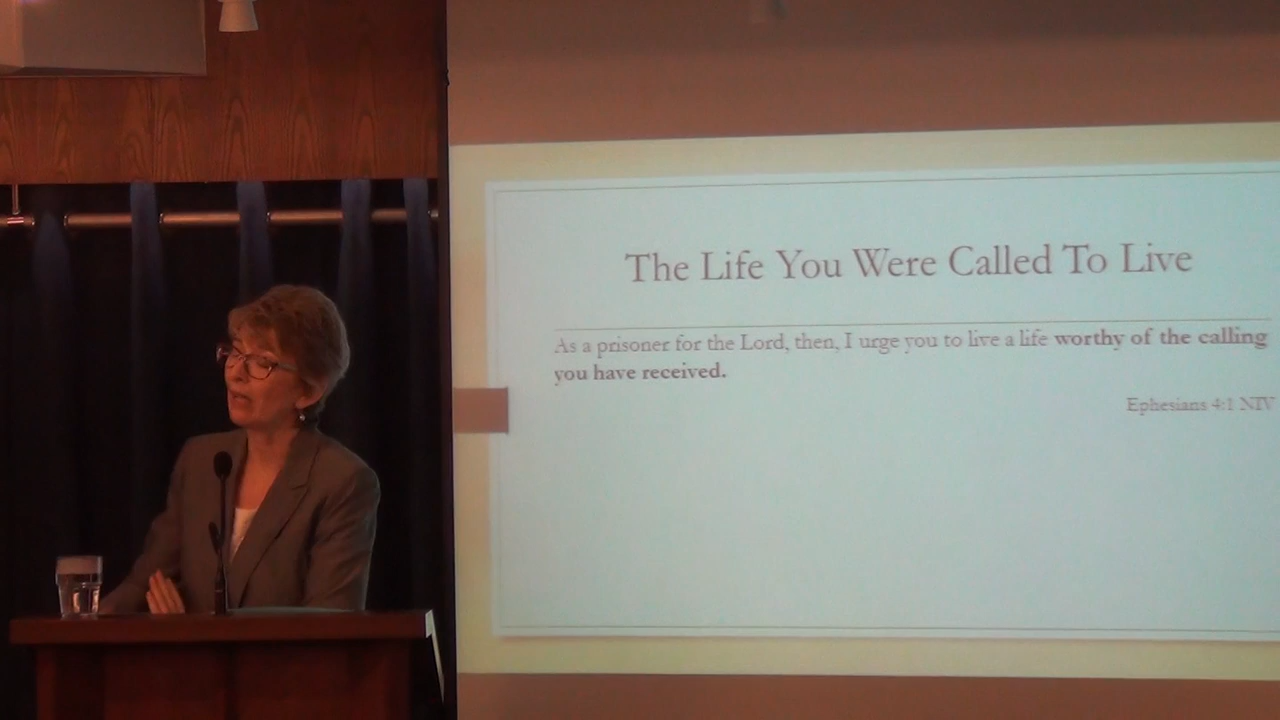 The Life You Were Called To Live
As a prisoner for the Lord, then, I urge you to live a life worthy of the calling
you have received.
Ephesians 4:1 NIV